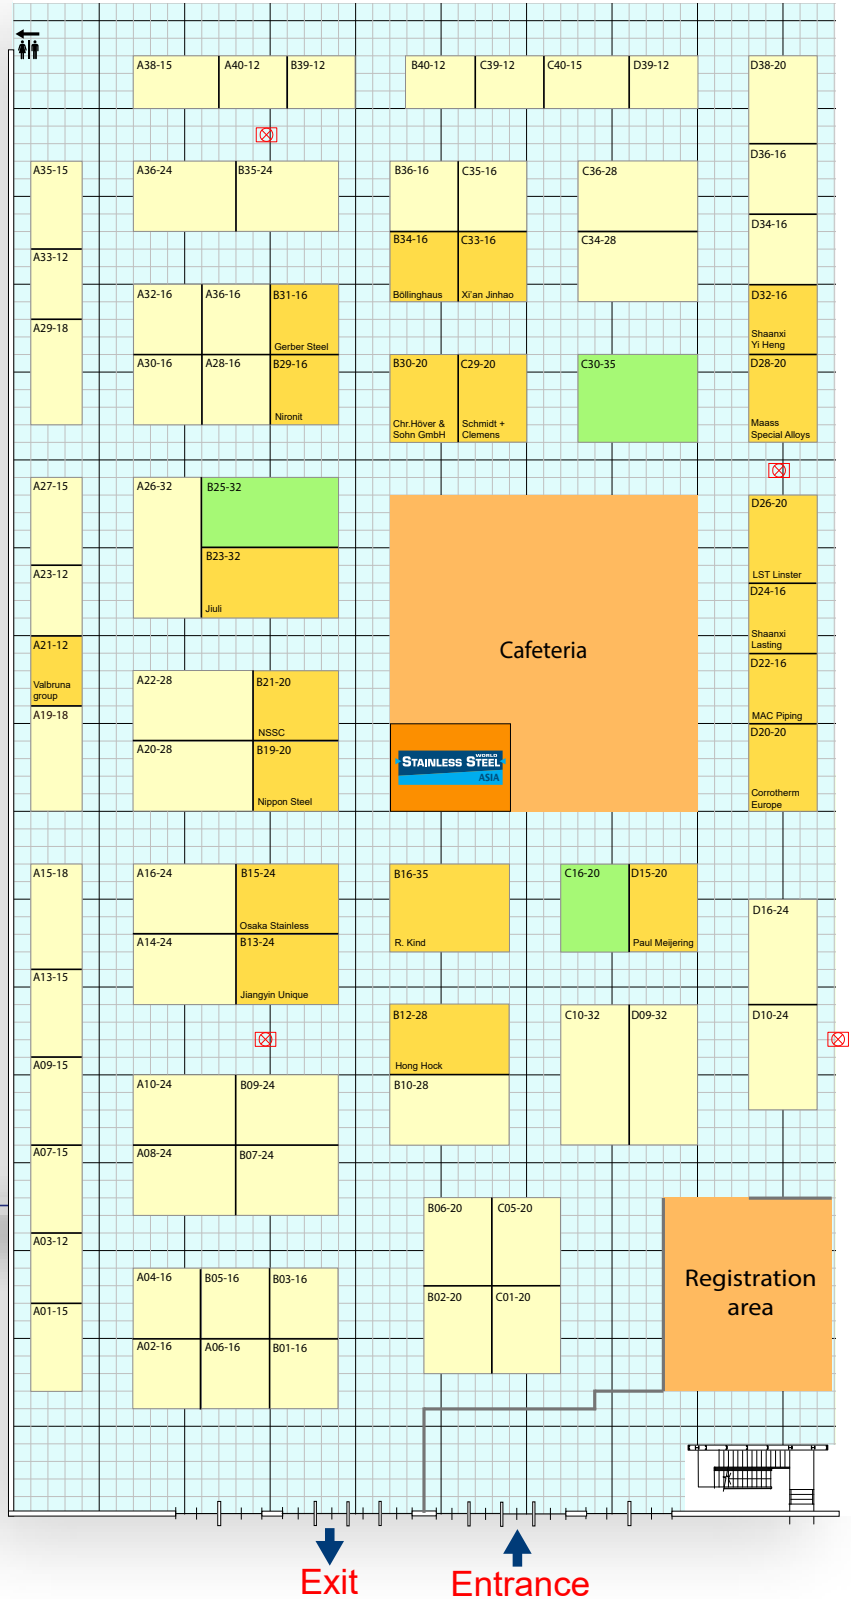 A38-15
A40-12
B39-12
B40-12
C39-12
C40-15
D39-12
D38-20
A35-15
A36-24
B35-24
B36-16
C35-16
C36-28
D36-16
A33-12
B34-16
Böllinghaus
C33-16
Xi'an Jinhao
C34-28
D34-16
A29-18
A32-16
A36-16
B31-16
Gerber Steel
D32-16
Shaanxi
Yi Heng
A30-16
A28-16
B29-16
Nironit
B30-20
Chr.Höver &
Sohn GmbH
C29-20
Schmidt +
Clemens
C30-35
D28-20
Maass
Special Alloys
A27-15
A26-32
B25-32
D26-20
LST Linster
A23-12
B23-32
Jiuli
D24-16
Shaanxi
Lasting
Cafeteria
A21-12
Valbruna
group
D22-16
MAC Piping
A22-28
B21-20
NSSC
A19-18
A20-28
B19-20
Nippon Steel
STAINLESS STEEL
WORLD
ASIA
D20-20
Corrotherm
Europe
A15-18
A16-24
B15-24
Osaka Stainless
B16-35
R. Kind
C16-20
D15-20
Paul Meijering
D16-24
A14-24
B13-24
Jiangyin Unique
A13-15
B12-28
Hong Hock
C10-32
D09-32
D10-24
A09-15
A10-24
B09-24
B10-28
A07-15
A08-24
B07-24
B06-20
C05-20
A03-12
A04-16
B05-16
B03-16
Registration
area
B02-20
C01-20
A01-15
A02-16
A06-16
B01-16
Exit
Entrance